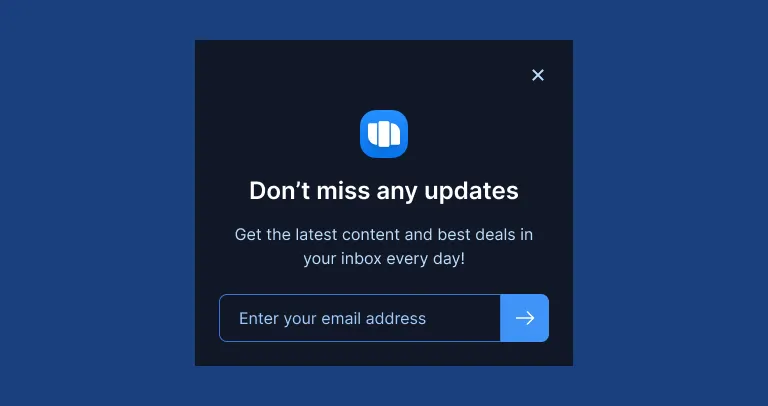 Don’t miss any updates
Get the latest content and best deals in
your inbox every day!
Enter your email address